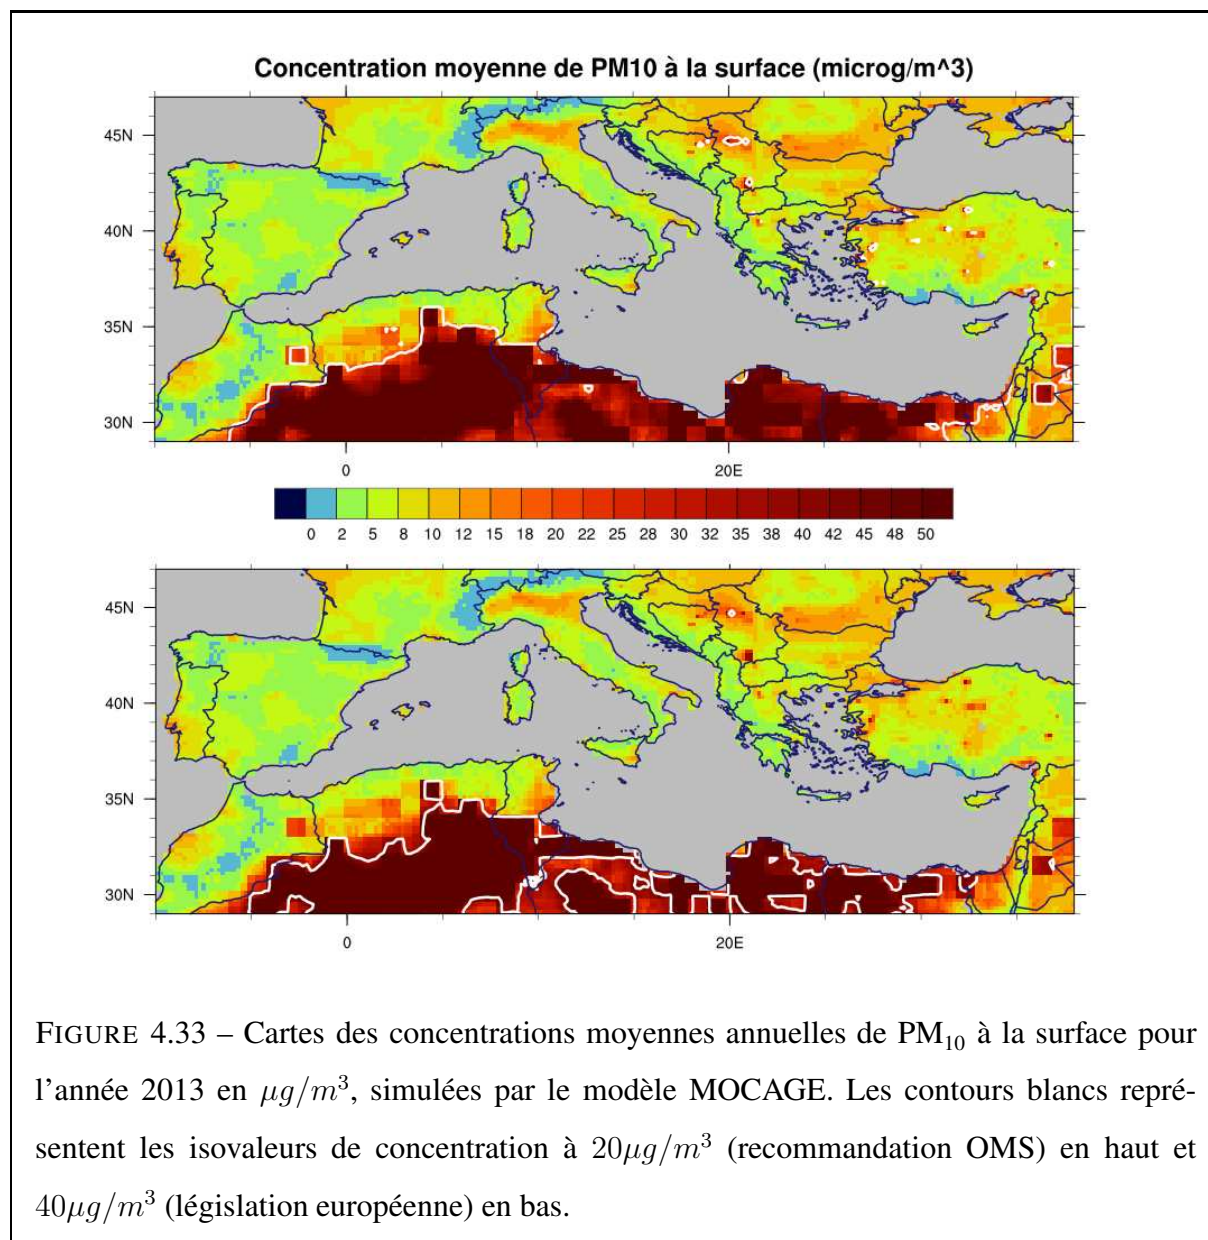 Concentration moyenne de PM10 à la surface (microg/m^3)
45N
40N
35N
30N
0 20E
0 2 5 8 10 12 15 18 20 22 25 28 30 32 35 38 40 42 45 48 50
45N
40N
35N
30N
0 20E
FIGURE 4.33 – Cartes des concentrations moyennes annuelles de PM₁₀ à la surface pour
l'année 2013 en μg/m³, simulées par le modèle MOCAGE. Les contours blancs repré-
sentent les isovaleurs de concentration à 20μg/m³ (recommandation OMS) en haut et
40μg/m³ (législation européenne) en bas.